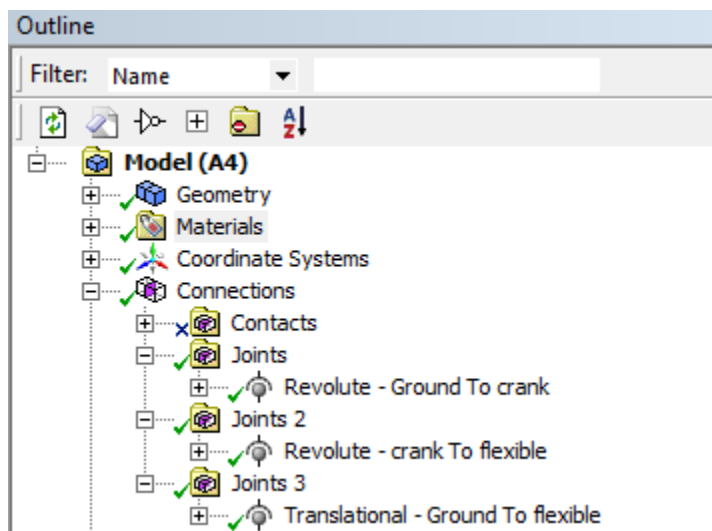 Outline
Filter: Name
Model (A4)
Geometry
Materials
Coordinate Systems
Connections
Contacts
Joints
Revolute - Ground To crank
Joints 2
Revolute - crank To flexible
Joints 3
Translational - Ground To flexible